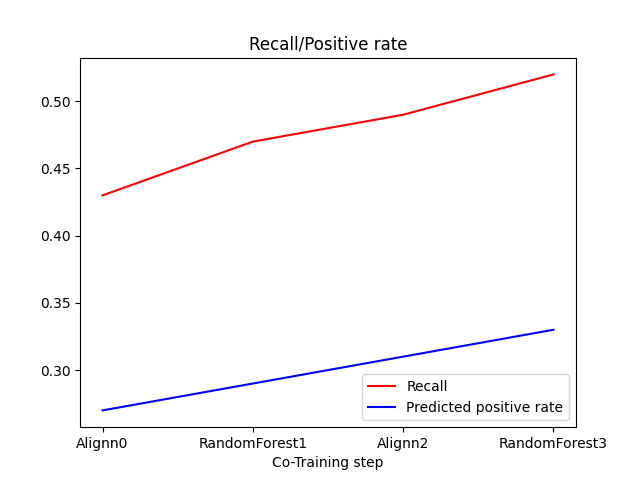 Recall/Positive rate
0.50
0.45
0.40
0.35
0.30
Recall
Predicted positive rate
Alignn0 RandomForest1 Alignn2 RandomForest3
Co-Training step